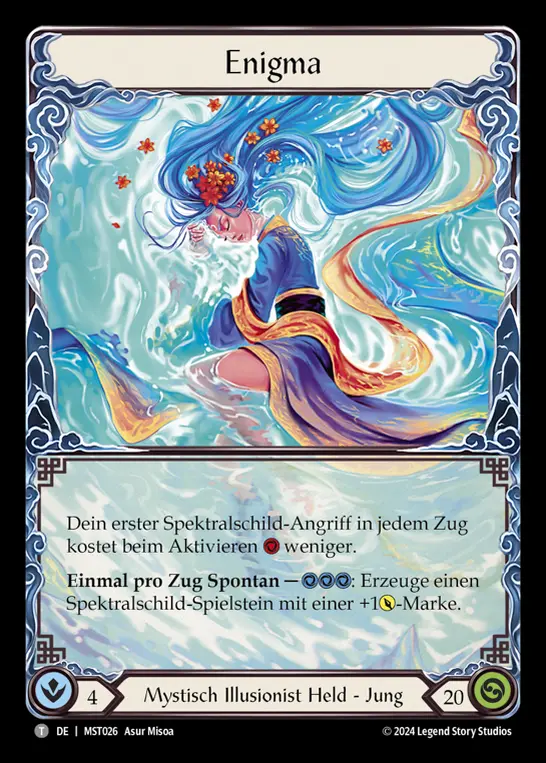 Enigma
Dein erster Spektralschild-Angriff in jedem Zug
kostet beim Aktivieren weniger.
Einmal pro Zug Spontan — : Erzeuge einen
Spektralschild-Spielstein mit einer +1 -Marke.
4 Mystisch Illusionist Held - Jung 20
T DE | MST026 Asur Misoa © 2024 Legend Story Studios